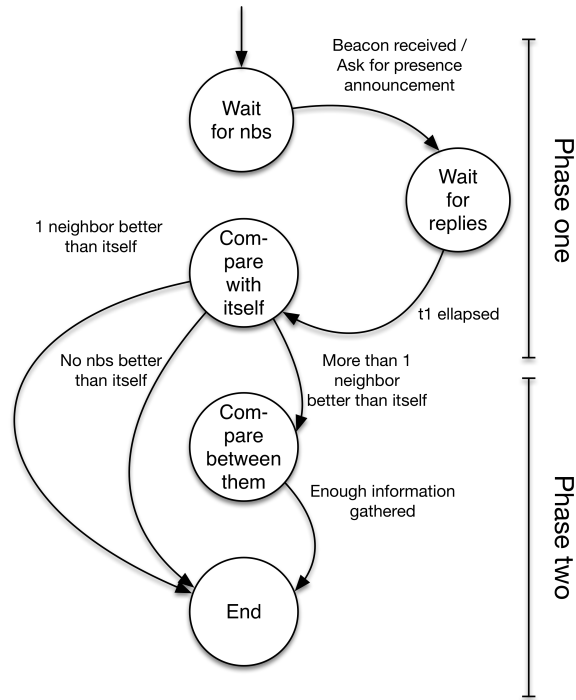 Beacon received /
Ask for presence
announcement
Wait
for nbs
Wait
for
replies
Phase one
1 neighbor better
than itself
Com-
pare
with
itself
t1 ellapsed
No nbs better
than itself
More than 1
neighbor
better than itself
Com-
pare
between
them
Enough information
gathered
Phase two
End